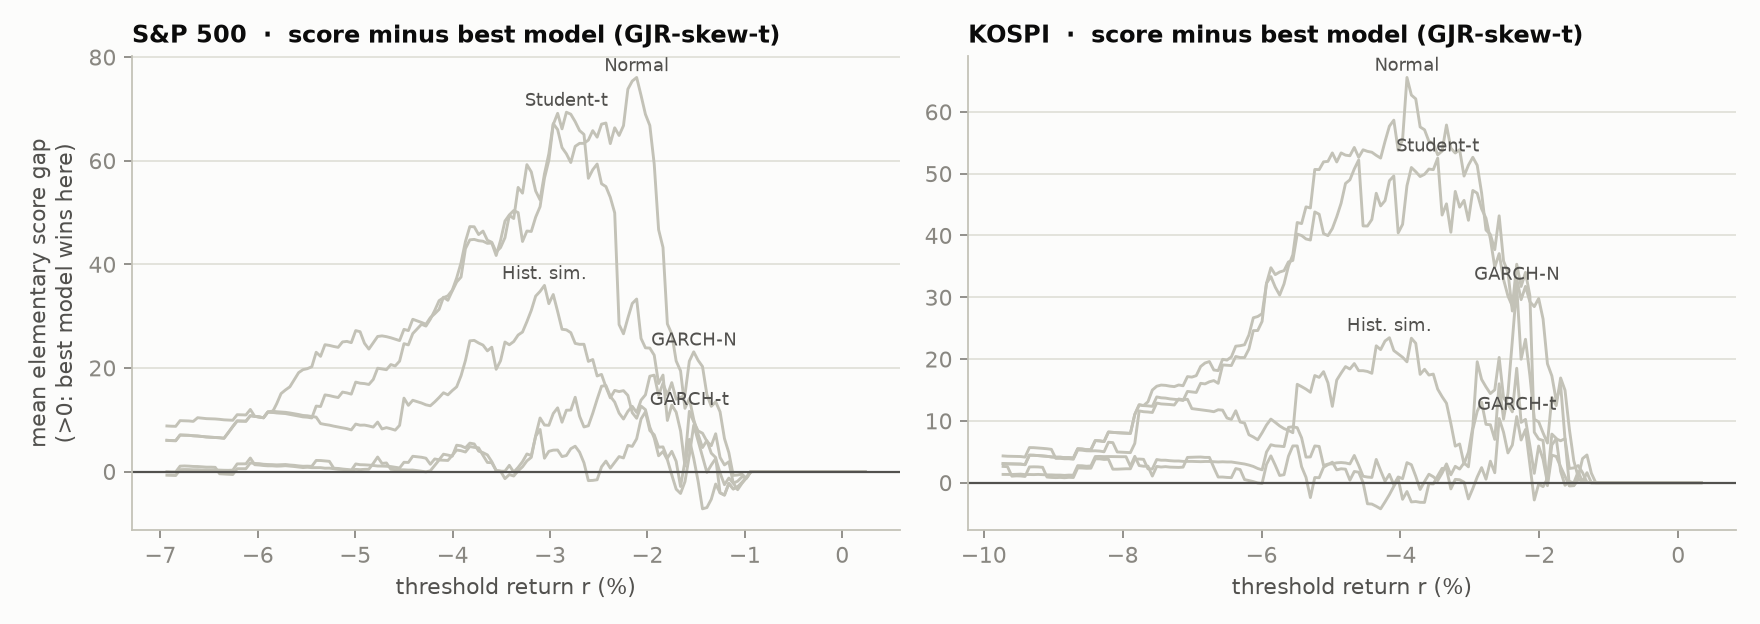 S&P 500 · score minus best model (GJR-skew-t)
mean elementary score gap
(>0: best model wins here)
80
60
40
20
0
Normal
Student-t
Hist. sim.
GARCH-N
GARCH-t
−7 −6 −5 −4 −3 −2 −1 0
threshold return r (%)
KOSPI · score minus best model (GJR-skew-t)
60
50
40
30
20
10
0
Normal
Student-t
GARCH-N
Hist. sim.
GARCH-t
−10 −8 −6 −4 −2 0
threshold return r (%)